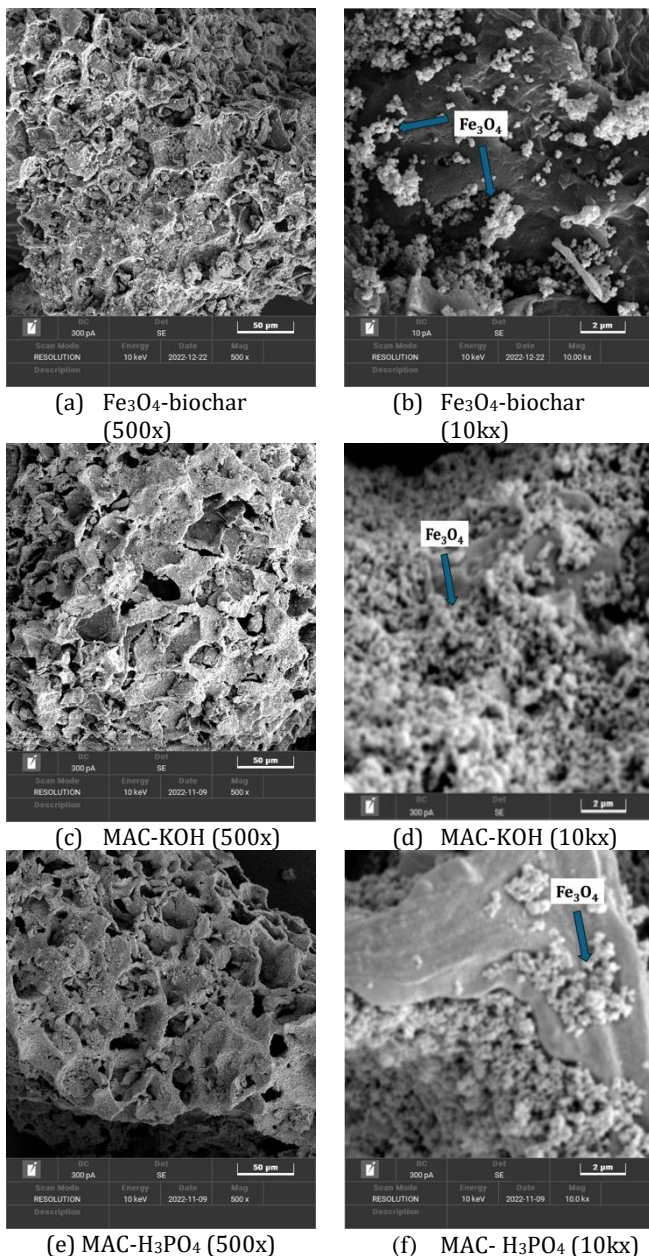 Fe₃O₄
BC Det
300 pA SE 50 µm
Scan Mode Energy Date Mag
RESOLUTION 10 keV 2022-12-22 500 x
Description
BC Det
10 pA SE 2 µm
Scan Mode Energy Date Mag
RESOLUTION 10 keV 2022-12-22 10.00 kx
Description
(a) Fe₃O₄-biochar
(500x)
(b) Fe₃O₄-biochar
(10kx)
Fe₃O₄
BC Det
300 pA SE 50 µm
Scan Mode Energy Date Mag
RESOLUTION 10 keV 2022-11-09 500 x
Description
BC Det
300 pA SE 2 µm
(c) MAC-KOH (500x)
(d) MAC-KOH (10kx)
Fe₃O₄
BC Det
300 pA SE 50 µm
Scan Mode Energy Date Mag
RESOLUTION 10 keV 2022-11-09 500 x
Description
BC Det
300 pA SE 2 µm
Scan Mode Energy Date Mag
RESOLUTION 10 keV 2022-11-09 10.0 kx
Description
(e) MAC-H₃PO₄ (500x)
(f) MAC- H₃PO₄ (10kx)